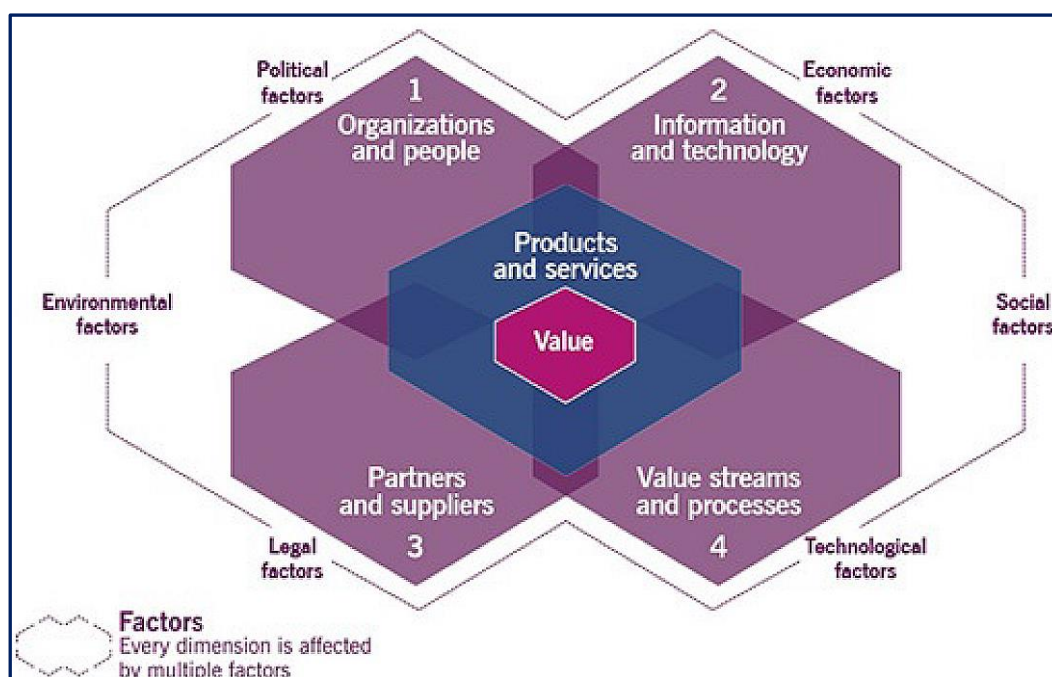 Political
factors
Economic
factors
1
Organizations
and people
2
Information
and technology
Products
and services
Environmental
factors
Value
Social
factors
Partners
and suppliers
3
Value streams
and processes
4
Legal
factors
Technological
factors
Factors
Every dimension is affected
by multiple factors